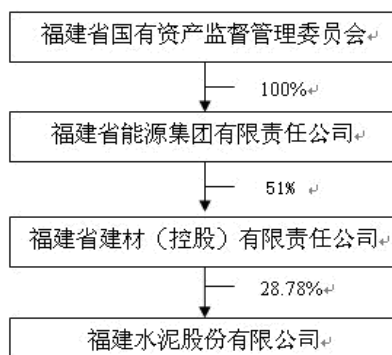 福建省国有资产监督管理委员会
100%
福建省能源集团有限责任公司
51%
福建省建材（控股）有限责任公司
28.78%
福建水泥股份有限公司